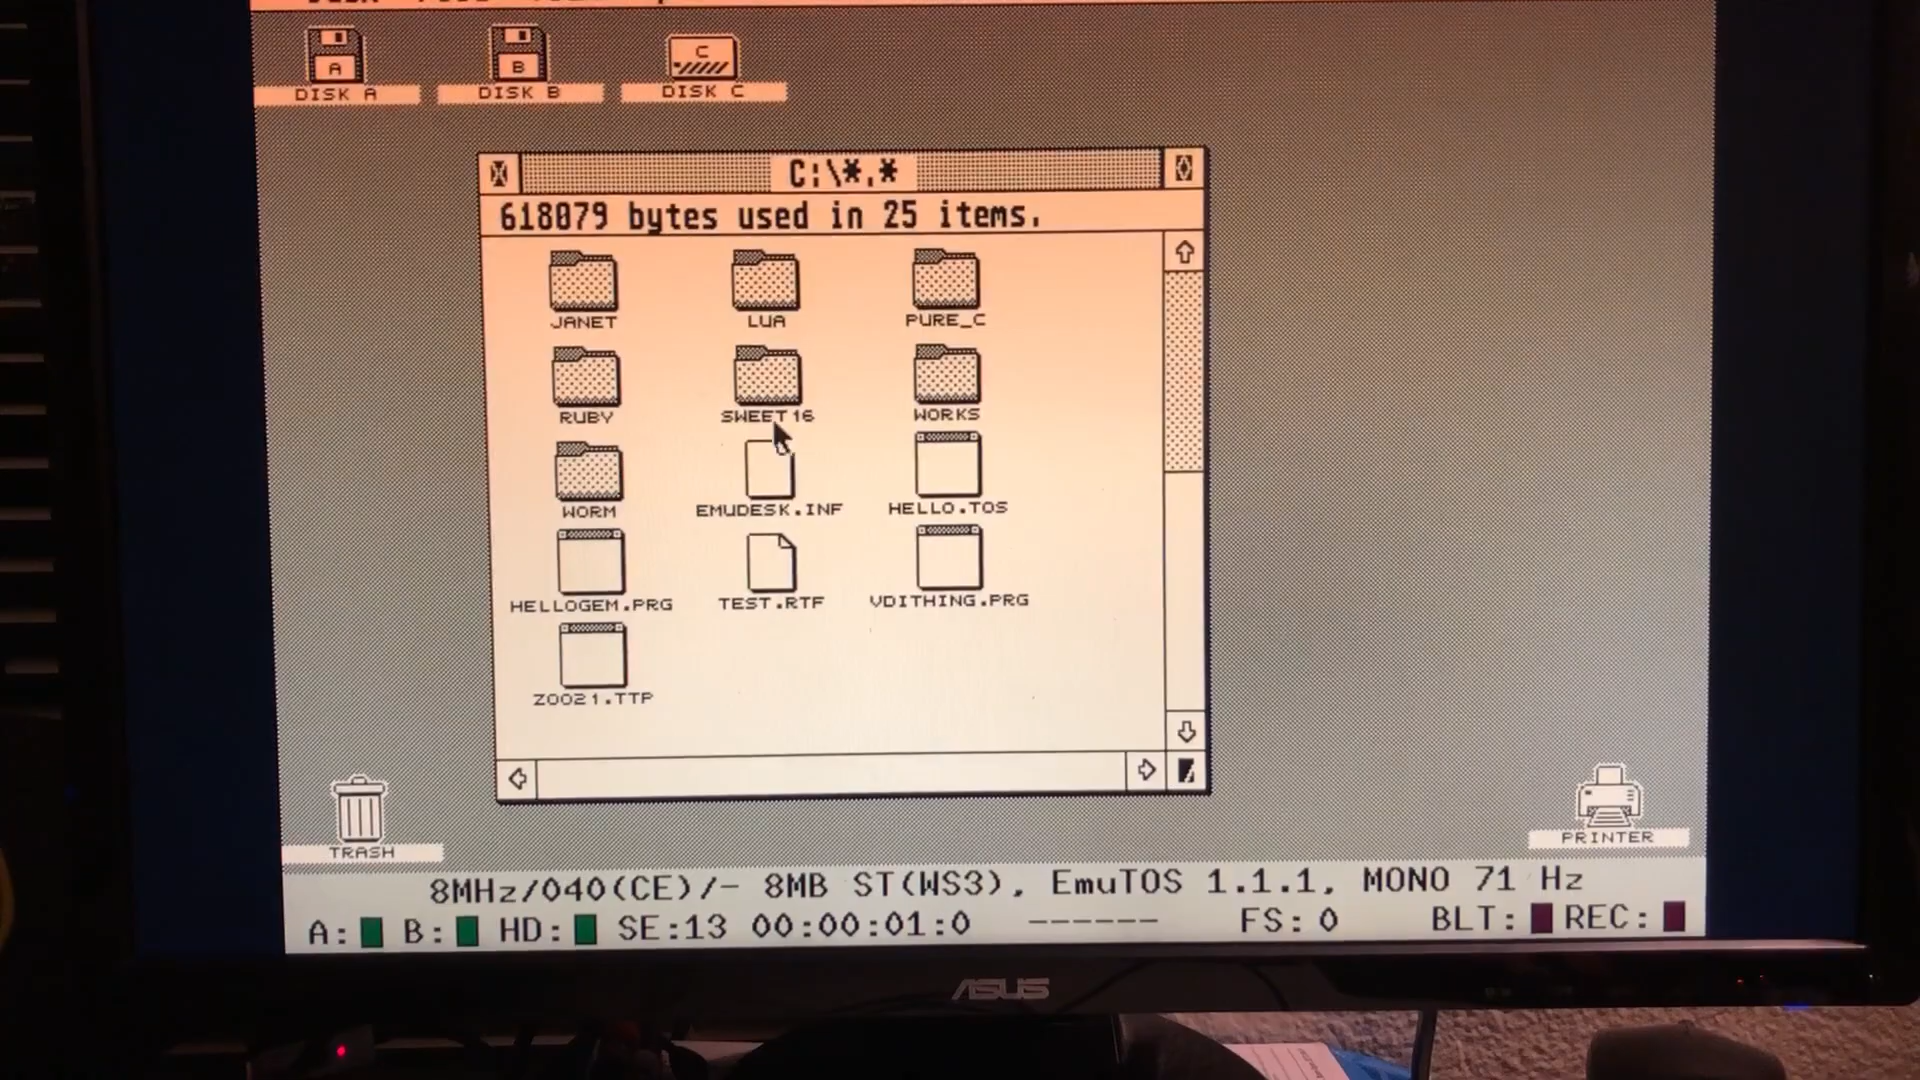 A
B
C
DISK A
DISK B
DISK C
C:\*.*
618079 bytes used in 25 items.
JANET
LUA
PURE_C
RUBY
SWEET16
WORKS
WORM
EMUDESK.INF
HELLO.TOS
HELLOGEM.PRG
TEST.RTF
VDITHING.PRG
ZOO21.TTP
TRASH
PRINTER
8MHz/040(CE)/- 8MB ST(WS3), EmuTOS 1.1.1, MONO 71 Hz
A: B: HD: SE:13 00:00:01:0 ------ FS: 0 BLT: REC:
ASUS